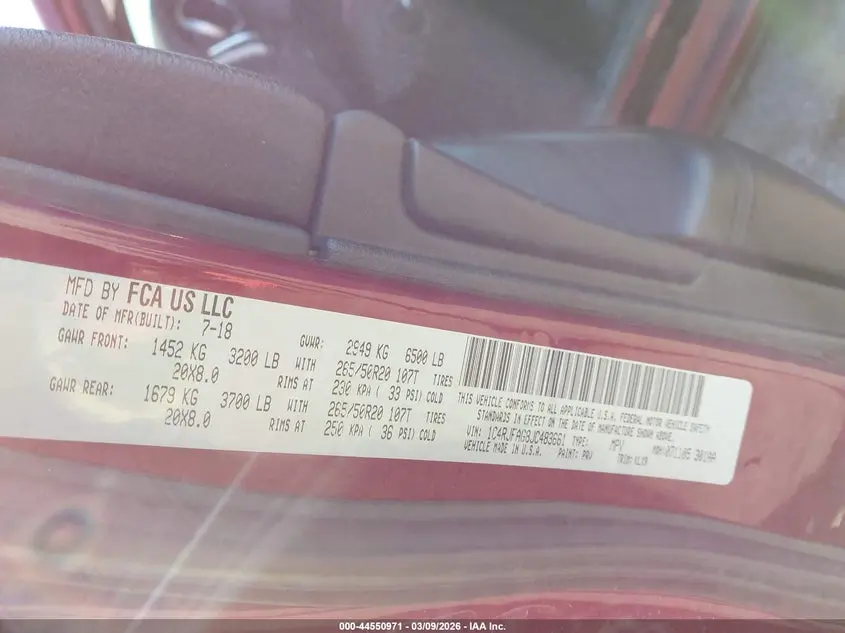 MFD BY FCA US LLC
DATE OF MFR(BUILT): 7-18
GVWR: 2949 KG 6500 LB
GAWR FRONT: 1452 KG 3200 LB WITH 265/50R20 107T TIRES
20X8.0 RIMS AT 230 KPA ( 33 PSI) COLD
GAWR REAR: 1679 KG 3700 LB WITH 265/50R20 107T TIRES
20X8.0 RIMS AT 250 KPA ( 36 PSI) COLD
THIS VEHICLE CONFORMS TO ALL APPLICABLE U.S.A. FEDERAL MOTOR VEHICLE SAFETY
STANDARDS IN EFFECT ON THE DATE OF MANUFACTURE SHOWN ABOVE.
VIN: 1C4RJFAG9JC483661 TYPE: MPV
VEHICLE MADE IN U.S.A. PAINT: PRV
000-44550971 - 03/09/2026 - IAA Inc.